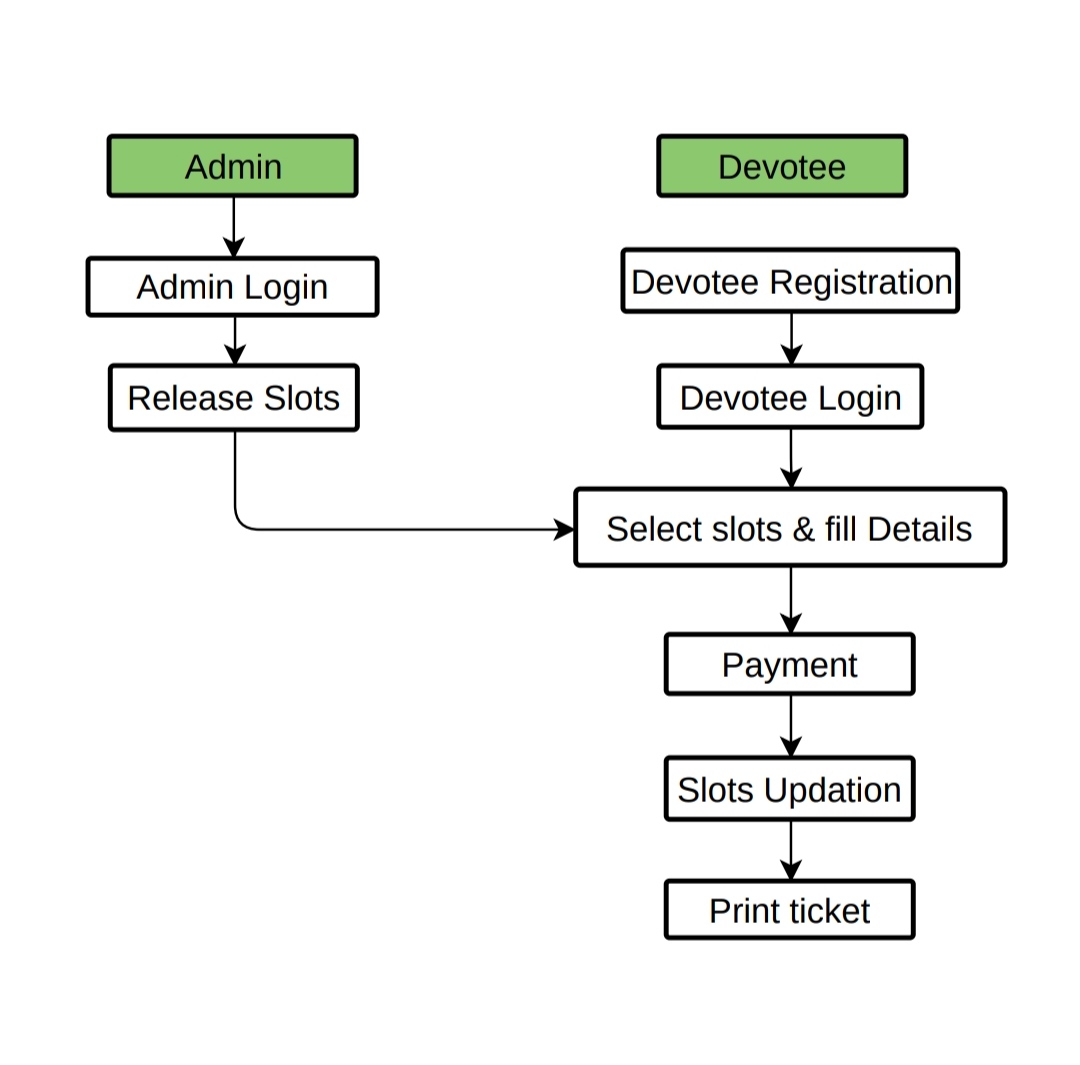 Admin
Admin Login
Release Slots
Devotee
Devotee Registration
Devotee Login
Select slots & fill Details
Payment
Slots Updation
Print ticket